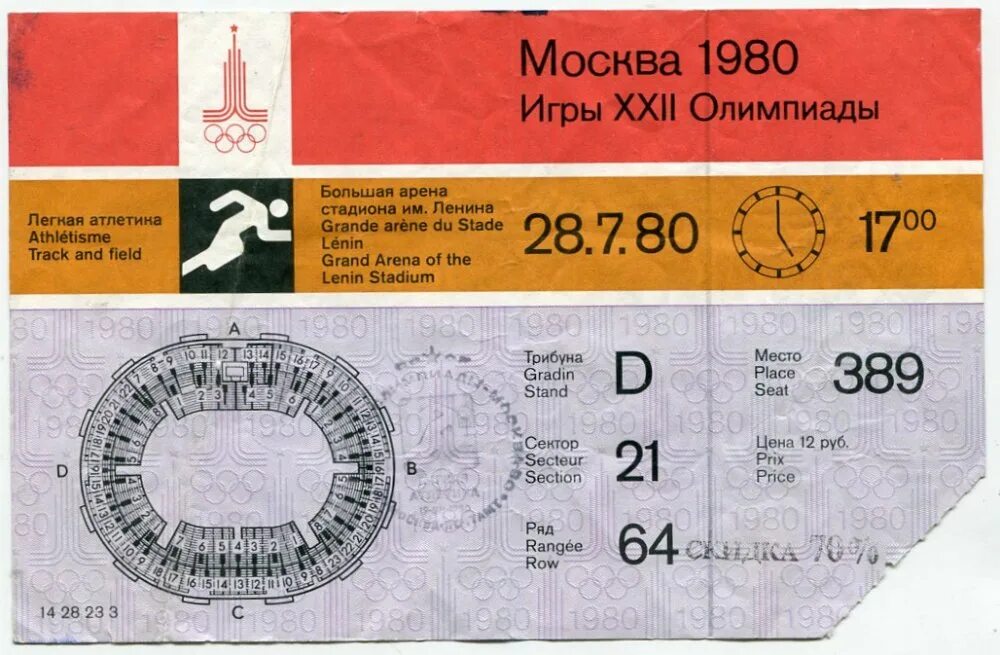 Москва 1980
Игры XXII Олимпиады
Легкая атлетика
Athlétisme
Track and field
Большая арена
стадиона им. Ленина
Grande arène du Stade
Lénin
Grand Arena of the
Lenin Stadium
28.7.80
17⁰⁰
A
B
C
D
Трибуна
Gradin
Stand
D
Место
Place
Seat
389
Сектор
Secteur
Section
21
Цена 12 руб.
Prix
Price
Ряд
Rangée
Row
64
СКИДКА 70%
14 28 23 3